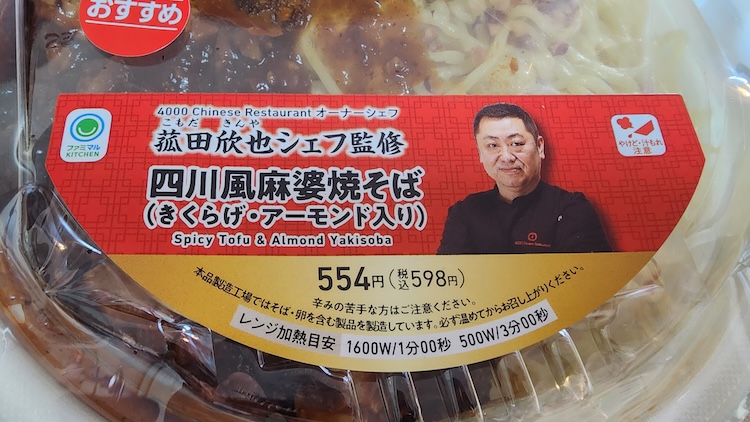 おすすめ
ファミマル
KITCHEN
4000 Chinese Restaurant オーナーシェフ
こもだ きんや
菰田欣也シェフ監修
四川風麻婆焼そば
(きくらげ・アーモンド入り)
Spicy Tofu & Almond Yakisoba
やけど・汁もれ
注意
554円(税込598円)
辛みの苦手な方はご注意ください。
本品製造工場ではそば・卵を含む製品を製造しています。必ず温めてからお召し上がりください。
レンジ加熱目安 1600W/1分00秒 500W/3分00秒